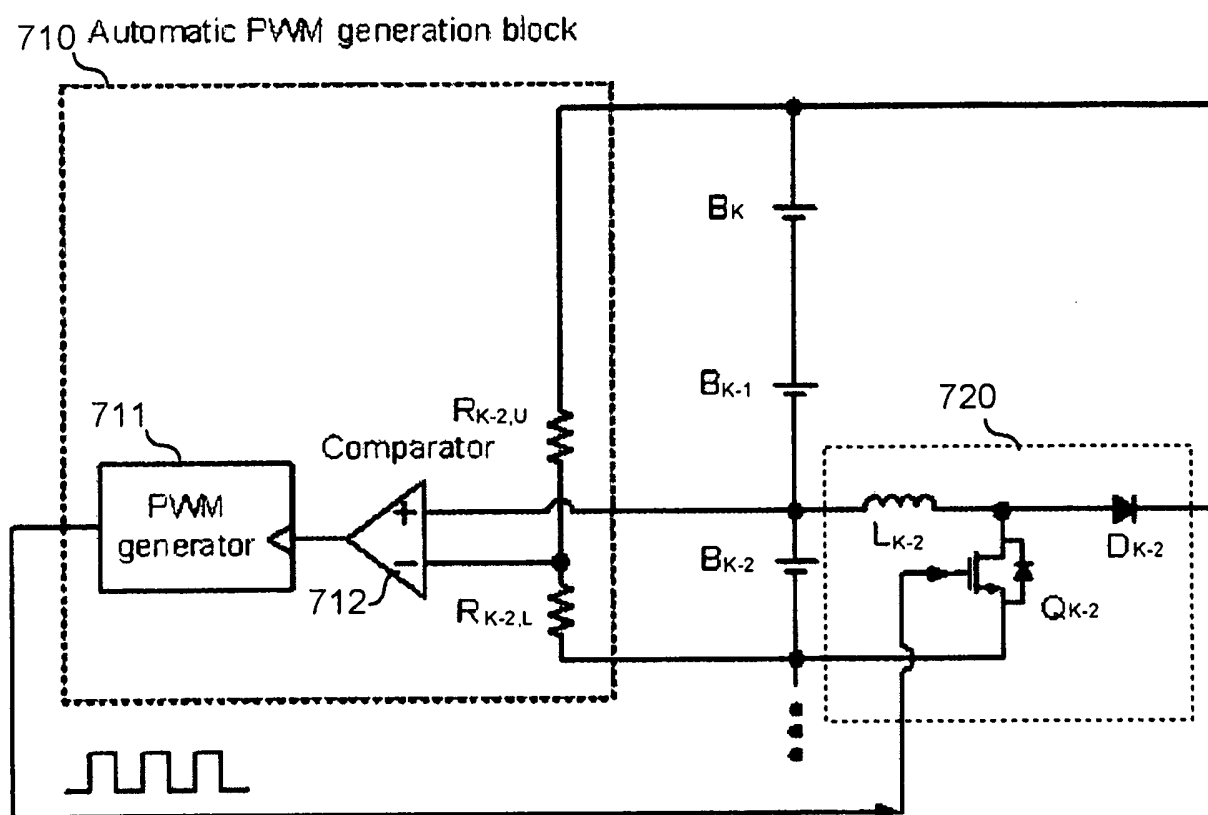 710 Automatic PWM generation block
BK
BK-1
720
711
RK-2,U
Comparator
PWM
generator
+
−
LK-2
DK-2
BK-2
712
RK-2,L
QK-2